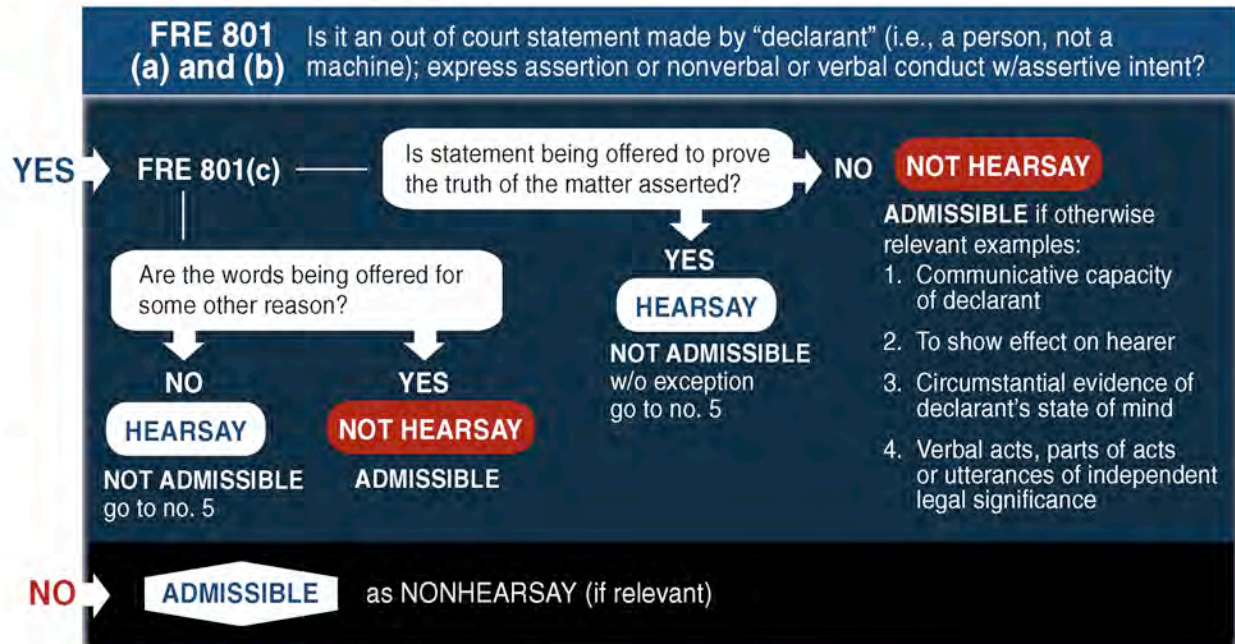 FRE 801
(a) and (b)
Is it an out of court statement made by “declarant” (i.e., a person, not a
machine); express assertion or nonverbal or verbal conduct w/assertive intent?
YES
FRE 801(c)
Is statement being offered to prove
the truth of the matter asserted?
NO
NOT HEARSAY
ADMISSIBLE if otherwise
relevant examples:
1. Communicative capacity
of declarant
2. To show effect on hearer
3. Circumstantial evidence of
declarant's state of mind
4. Verbal acts, parts of acts
or utterances of independent
legal significance
YES
HEARSAY
NOT ADMISSIBLE
w/o exception
go to no. 5
Are the words being offered for
some other reason?
NO
HEARSAY
NOT ADMISSIBLE
go to no. 5
YES
NOT HEARSAY
ADMISSIBLE
NO
ADMISSIBLE
as NONHEARSAY (if relevant)